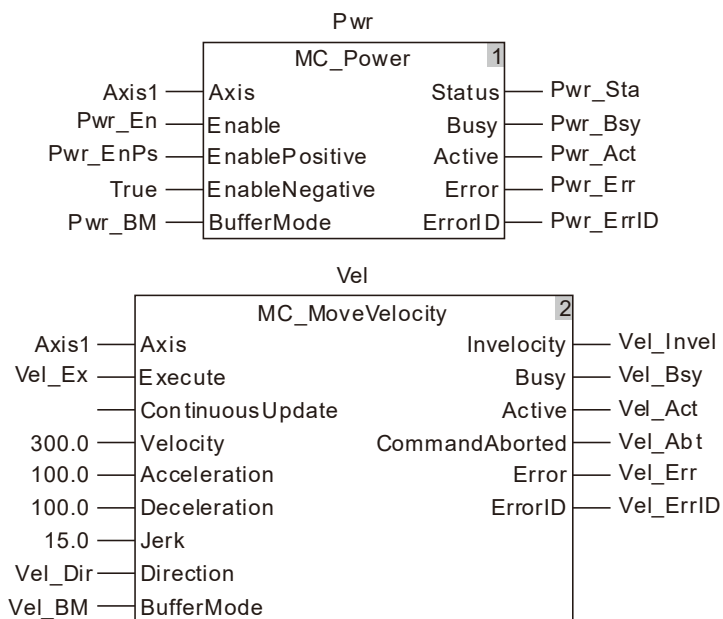 Pwr
MC_Power 1
Axis1 Axis Status Pwr_Sta
Pwr_En Enable Busy Pwr_Bsy
Pwr_EnPs EnablePositive Active Pwr_Act
True EnableNegative Error Pwr_Err
Pwr_BM BufferMode ErrorID Pwr_ErrID
Vel
MC_MoveVelocity 2
Axis1 Axis Invelocity Vel_Invel
Vel_Ex Execute Busy Vel_Bsy
ContinuousUpdate Active Vel_Act
300.0 Velocity CommandAborted Vel_Abt
100.0 Acceleration Error Vel_Err
100.0 Deceleration ErrorID Vel_ErrID
15.0 Jerk
Vel_Dir Direction
Vel_BM BufferMode